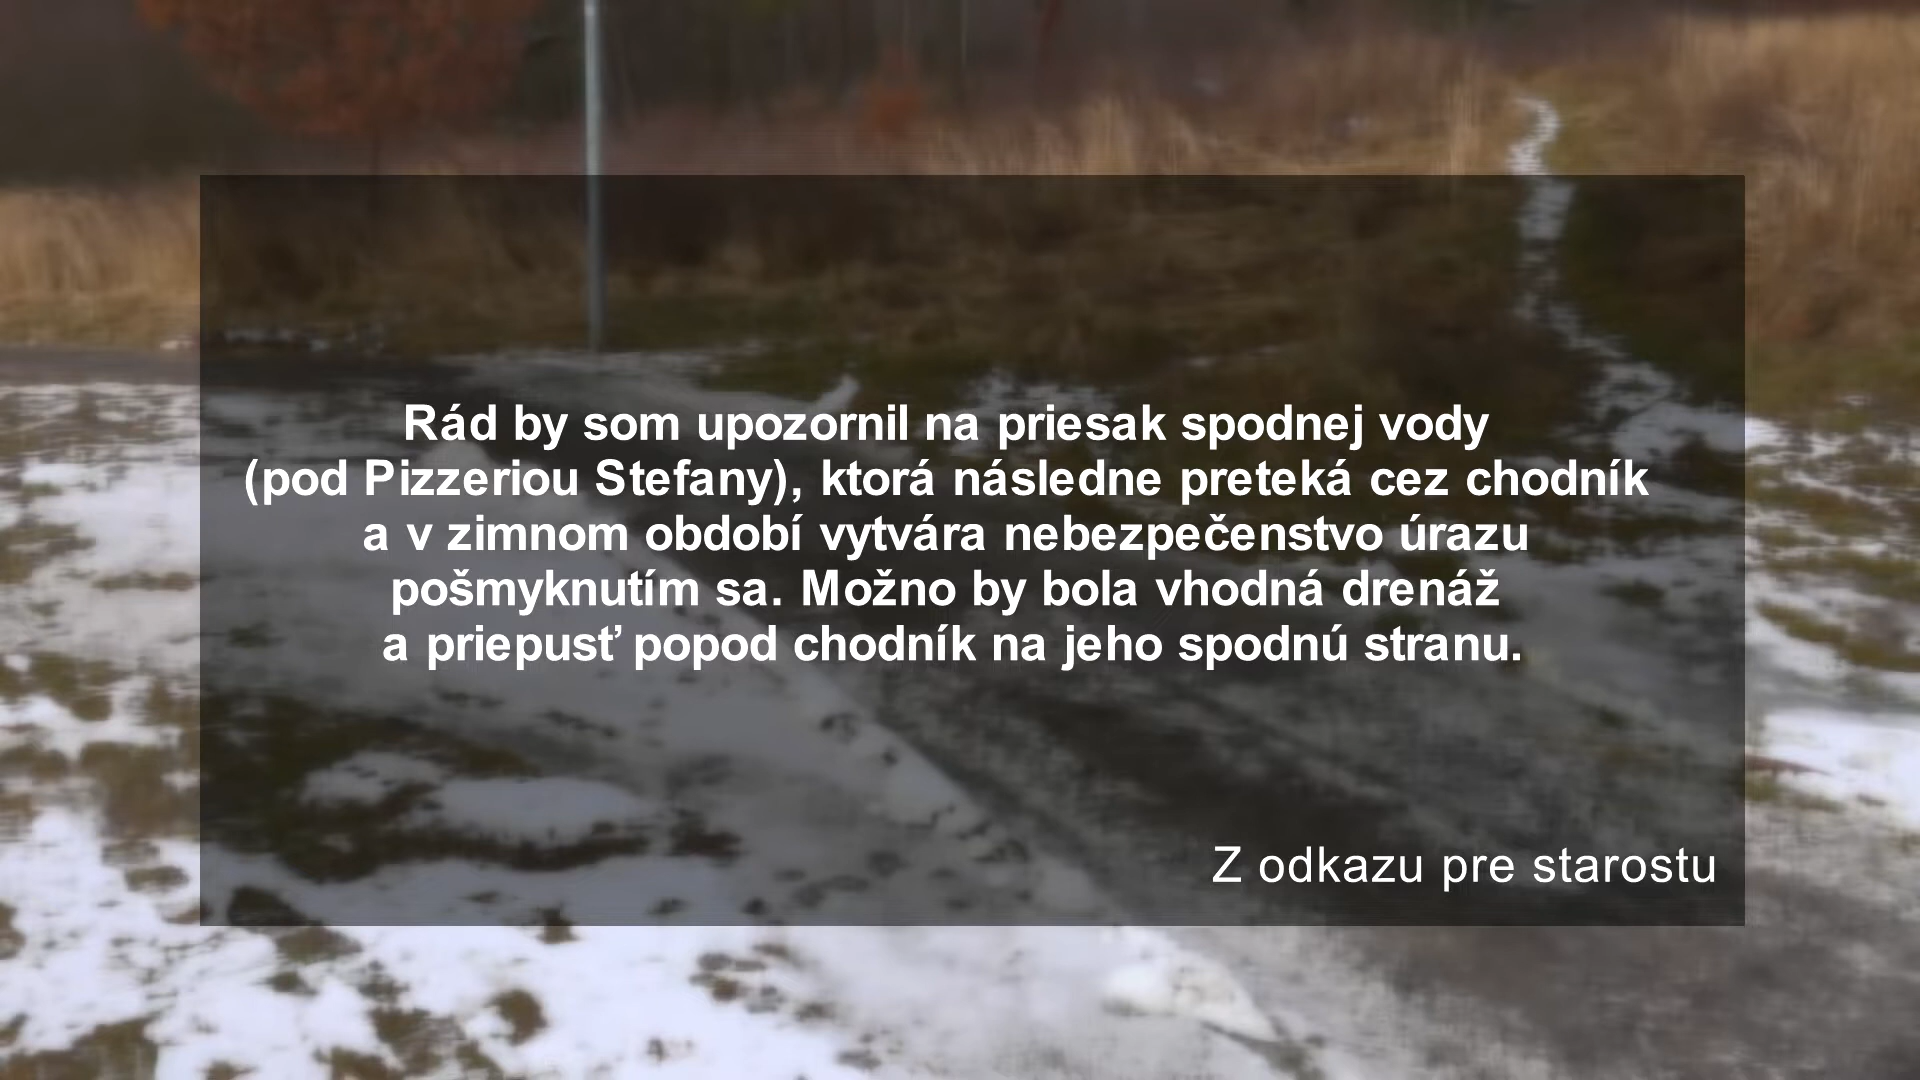 Rád by som upozornil na priesak spodnej vody
(pod Pizzeriou Stefany), ktorá následne preteká cez chodník
a v zimnom období vytvára nebezpečenstvo úrazu
pošmyknutím sa. Možno by bola vhodná drenáž
a priepusť popod chodník na jeho spodnú stranu.
Z odkazu pre starostu